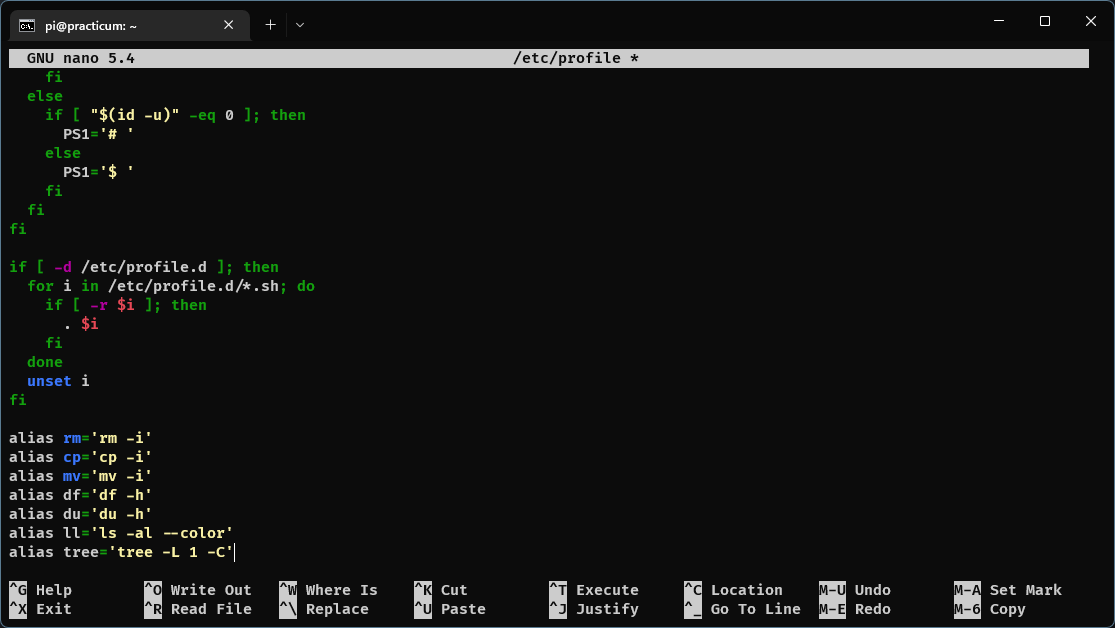 pi@practicum: ~
GNU nano 5.4 /etc/profile *
    fi
  else
    if [ "$(id -u)" -eq 0 ]; then
      PS1='# '
    else
      PS1='$ '
    fi
  fi
fi

if [ -d /etc/profile.d ]; then
  for i in /etc/profile.d/*.sh; do
    if [ -r $i ]; then
      . $i
    fi
  done
  unset i
fi

alias rm='rm -i'
alias cp='cp -i'
alias mv='mv -i'
alias df='df -h'
alias du='du -h'
alias ll='ls -al --color'
alias tree='tree -L 1 -C'

^G Help ^O Write Out ^W Where Is ^K Cut ^T Execute ^C Location M-U Undo M-A Set Mark
^X Exit ^R Read File ^\ Replace ^U Paste ^J Justify ^_ Go To Line M-E Redo M-6 Copy